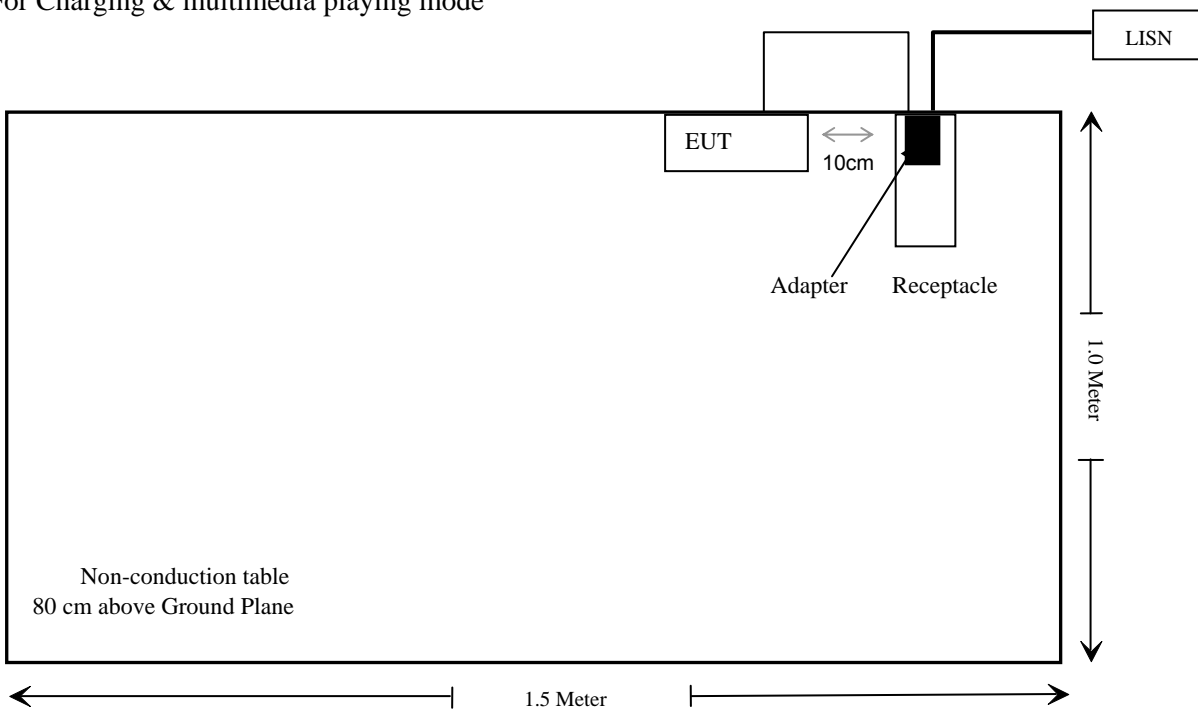 For Charging & multimedia playing mode
LISN
EUT
10cm
Adapter
Receptacle
1.0 Meter
Non-conduction table
80 cm above Ground Plane
1.5 Meter